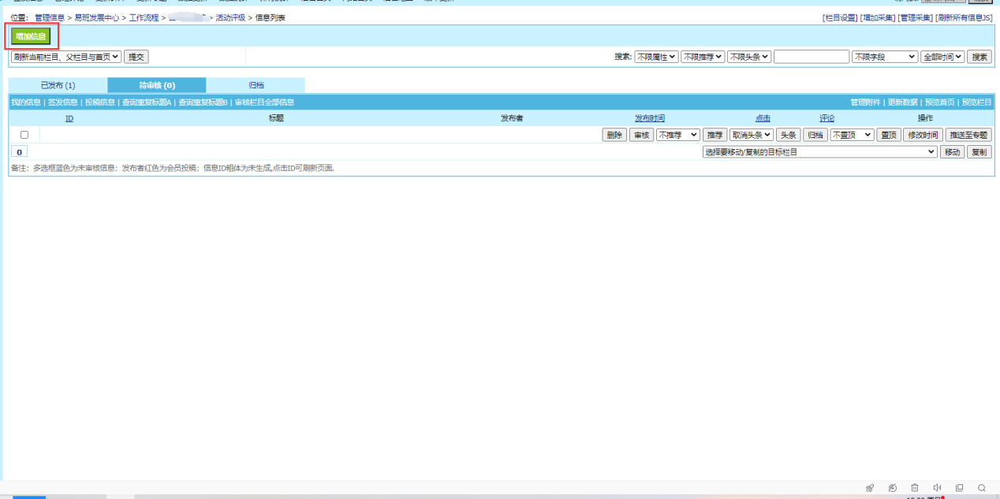 位置: 管理信息 > 易班发展中心 > 工作流程 > > 活动评级 > 信息列表 [栏目设置] [增加采集] [管理采集] [刷新所有信息JS]
增加信息
刷新当前栏目、父栏目与首页 提交 搜索: 不限属性 不限推荐 不限头条 不限字段 全部时间 搜索
已发布 (1) 待审核 (0) 归档
我的信息 | 签发信息 | 投稿信息 | 查询重复标题A | 查询重复标题B | 审核栏目全部信息 管理附件 | 更新数据 | 预览首页 | 预览栏目
ID 标题 发布者 发布时间 点击 评论 操作
删除 审核 不推荐 推荐 取消头条 头条 归档 不置顶 置顶 修改时间 推送至专题
0 选择要移动/复制的目标栏目 移动 复制
备注: 多选框蓝色为未审核信息; 发布者红色为会员投稿; 信息ID粗体为未生成,点击ID可刷新页面.